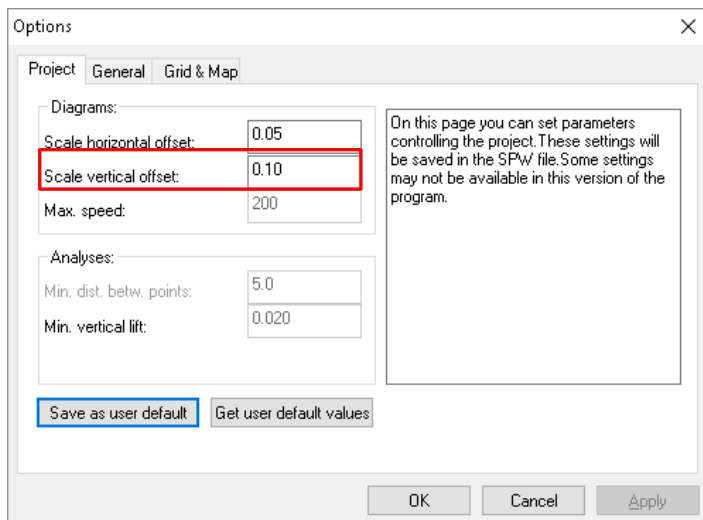 Options
Project General Grid & Map
Diagrams:
Scale horizontal offset: 0.05
Scale vertical offset: 0.10
Max. speed: 200
Analyses:
Min. dist. betw. points: 5.0
Min. vertical lift: 0.020
Save as user default Get user default values
On this page you can set parameters
controlling the project.These settings will
be saved in the SPW file.Some settings
may not be available in this version of the
program.
OK Cancel Apply